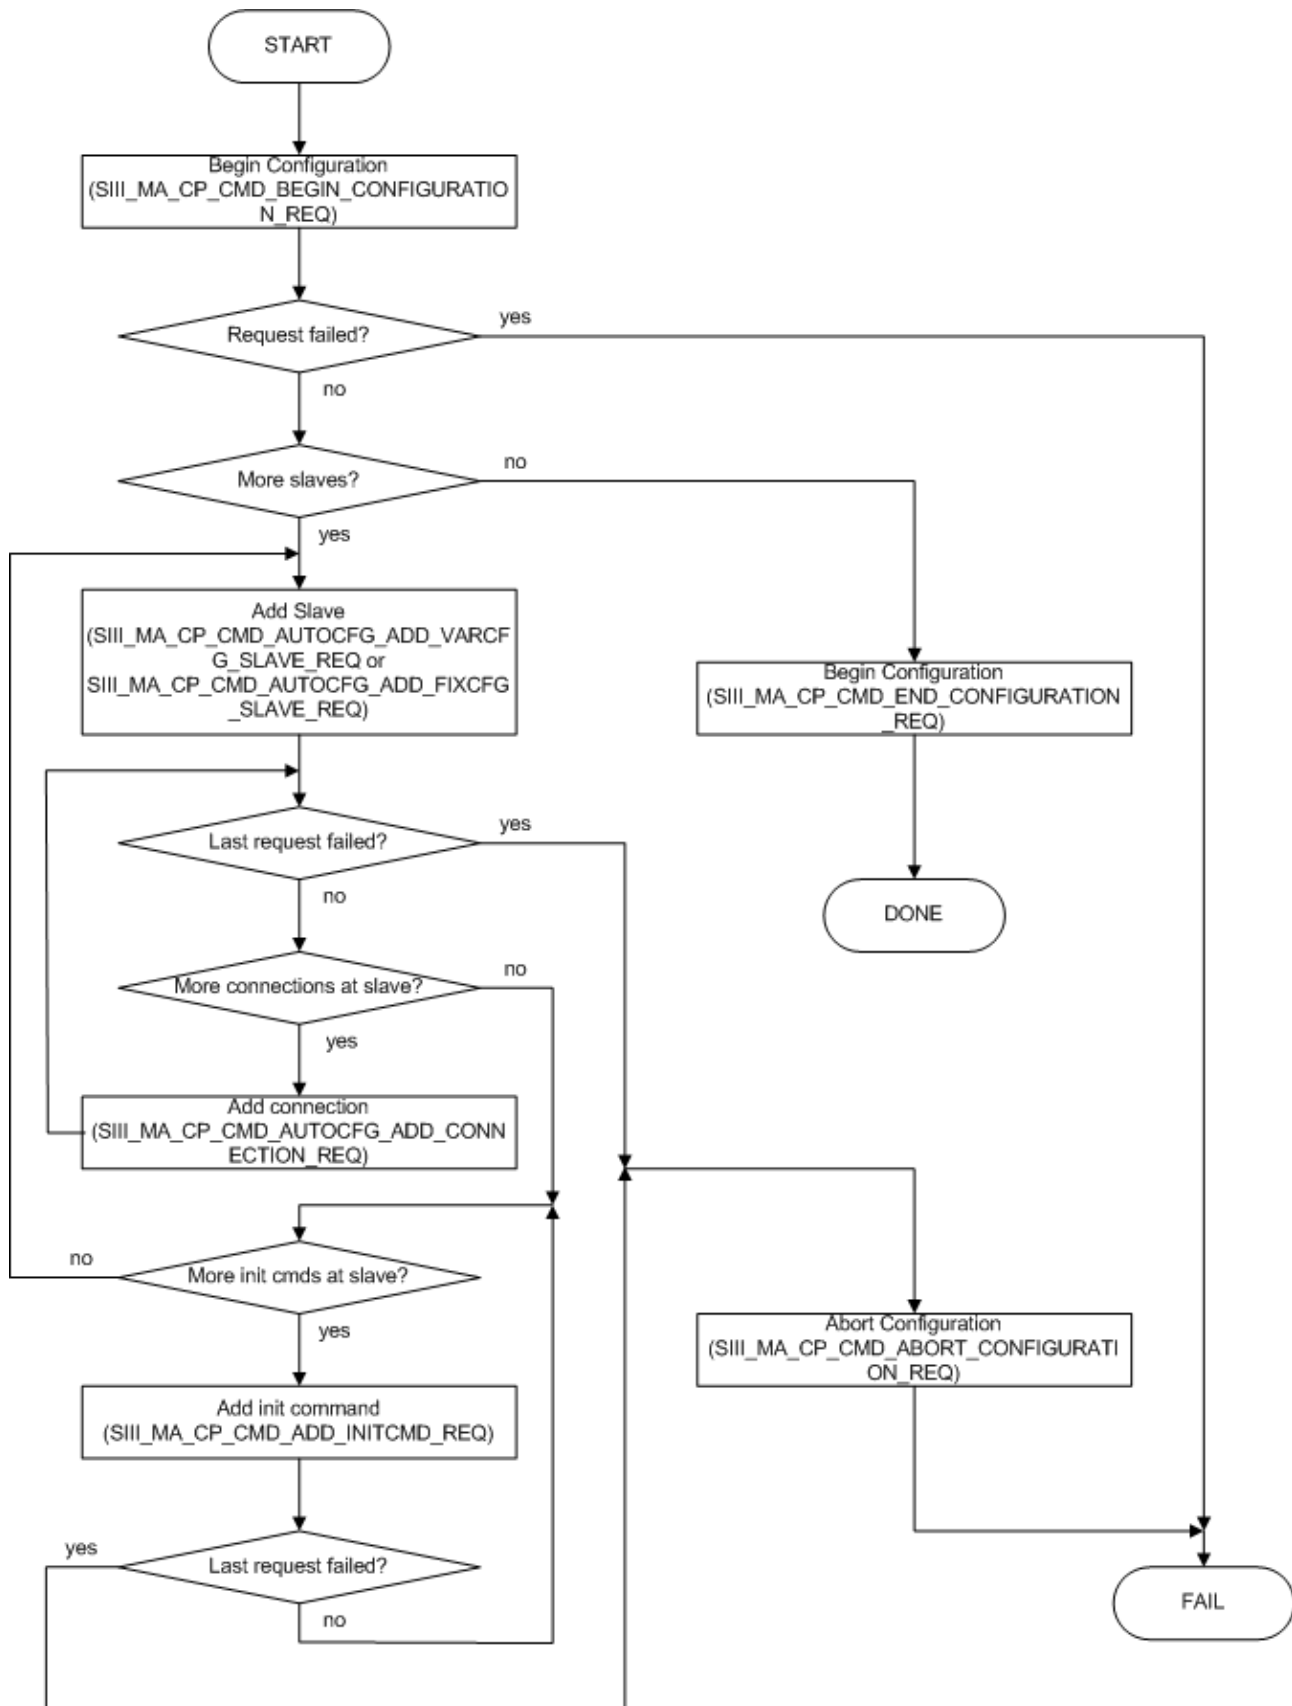 START
Begin Configuration
(SIII_MA_CP_CMD_BEGIN_CONFIGURATIO
N_REQ)
Request failed?
yes
no
More slaves?
no
yes
Add Slave
(SIII_MA_CP_CMD_AUTOCFG_ADD_VARCF
G_SLAVE_REQ or
SIII_MA_CP_CMD_AUTOCFG_ADD_FIXCFG
_SLAVE_REQ)
Begin Configuration
(SIII_MA_CP_CMD_END_CONFIGURATION
_REQ)
Last request failed?
yes
no
DONE
More connections at slave?
no
yes
Add connection
(SIII_MA_CP_CMD_AUTOCFG_ADD_CONN
ECTION_REQ)
no
More init cmds at slave?
yes
Abort Configuration
(SIII_MA_CP_CMD_ABORT_CONFIGURATI
ON_REQ)
Add init command
(SIII_MA_CP_CMD_ADD_INITCMD_REQ)
yes
Last request failed?
no
FAIL